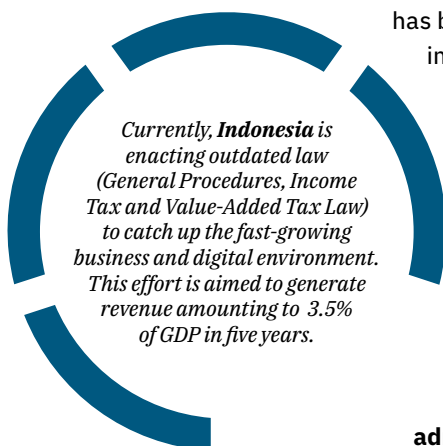 has b
in
Currently, Indonesia is
enacting outdated law
(General Procedures, Income
Tax and Value-Added Tax Law)
to catch up the fast-growing
business and digital environment.
This effort is aimed to generate
revenue amounting to 3.5%
of GDP in five years.
ad